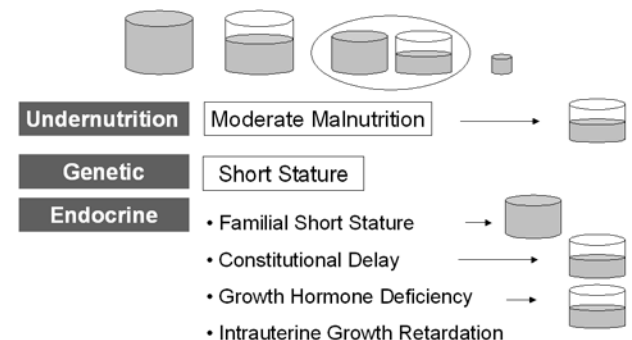 Undernutrition Moderate Malnutrition
Genetic Short Stature
Endocrine
• Familial Short Stature
• Constitutional Delay
• Growth Hormone Deficiency
• Intrauterine Growth Retardation